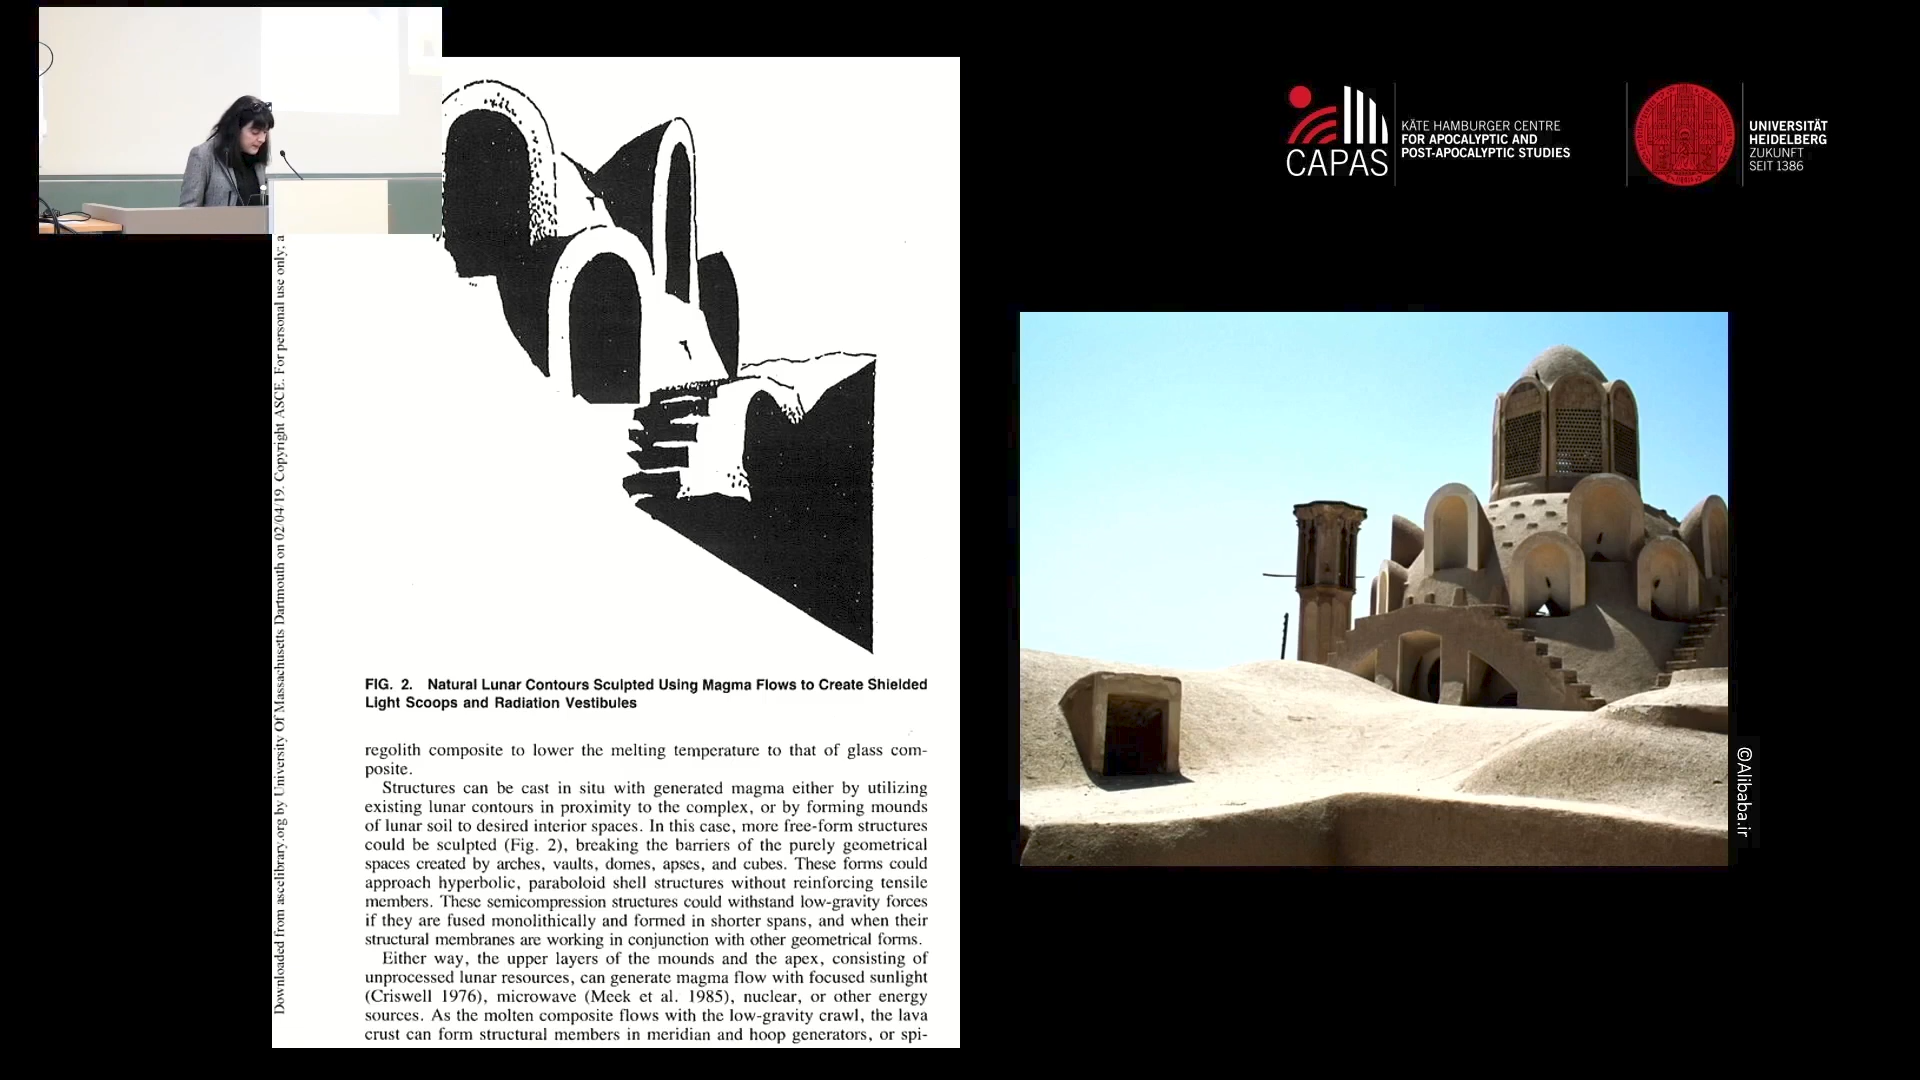 CAPAS
KÄTE HAMBURGER CENTRE
FOR APOCALYPTIC AND
POST-APOCALYPTIC STUDIES
UNIVERSITÄT
HEIDELBERG
ZUKUNFT
SEIT 1386
Downloaded from ascelibrary.org by University Of Massachusetts Dartmouth on 02/04/19. Copyright ASCE. For personal use only; a
FIG. 2. Natural Lunar Contours Sculpted Using Magma Flows to Create Shielded
Light Scoops and Radiation Vestibules
regolith composite to lower the melting temperature to that of glass com-
posite.
Structures can be cast in situ with generated magma either by utilizing
existing lunar contours in proximity to the complex, or by forming mounds
of lunar soil to desired interior spaces. In this case, more free-form structures
could be sculpted (Fig. 2), breaking the barriers of the purely geometrical
spaces created by arches, vaults, domes, apses, and cubes. These forms could
approach hyperbolic, paraboloid shell structures without reinforcing tensile
members. These semicompression structures could withstand low-gravity forces
if they are fused monolithically and formed in shorter spans, and when their
structural membranes are working in conjunction with other geometrical forms.
Either way, the upper layers of the mounds and the apex, consisting of
unprocessed lunar resources, can generate magma flow with focused sunlight
(Criswell 1976), microwave (Meek et al. 1985), nuclear, or other energy
sources. As the molten composite flows with the low-gravity crawl, the lava
crust can form structural members in meridian and hoop generators, or spi-
©Alibaba.ir